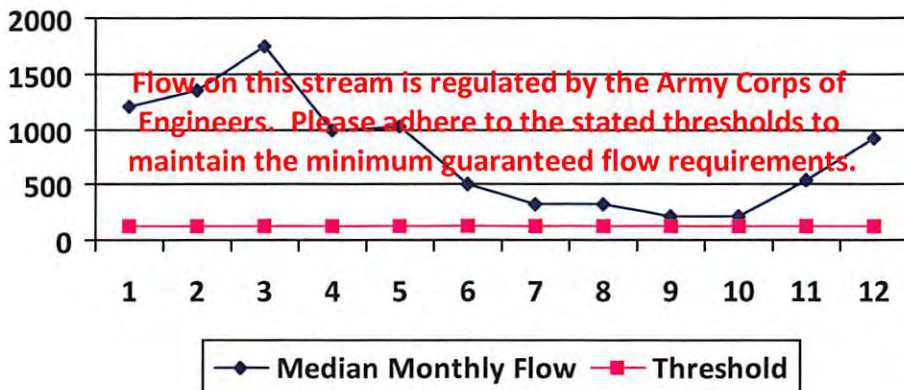 2000
1500
1000
500
0
Flow on this stream is regulated by the Army Corps of
Engineers. Please adhere to the stated thresholds to
maintain the minimum guaranteed flow requirements.
1 2 3 4 5 6 7 8 9 10 11 12
Median Monthly Flow Threshold